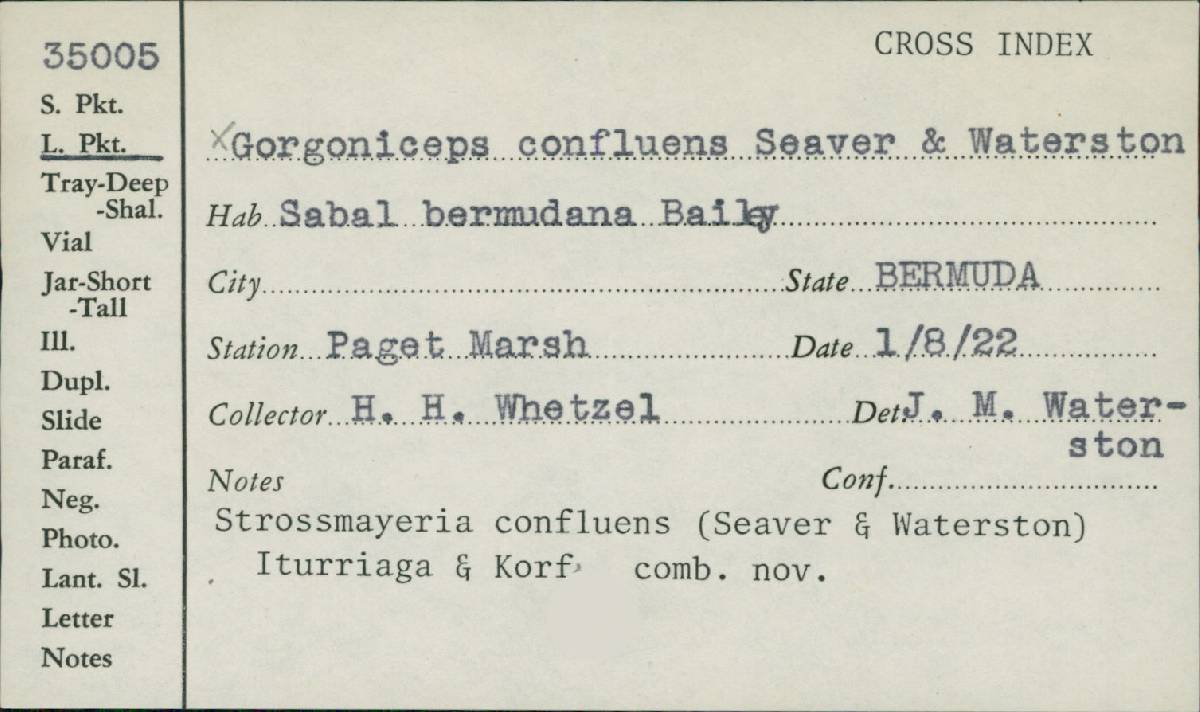 35005
CROSS INDEX
S. Pkt.
L. Pkt.
Tray-Deep
-Shal.
Vial
Jar-Short
-Tall
Ill.
Dupl.
Slide
Paraf.
Neg.
Photo.
Lant. Sl.
Letter
Notes
XGorgoniceps confluens Seaver & Waterston
Hab Sabal bermudana Baily
City State BERMUDA
Station Paget Marsh Date 1/8/22
Collector H. H. Whetzel Det. J. M. Water-
ston
Notes Conf.
Strossmayeria confluens (Seaver & Waterston)
Iturriaga & Korf comb. nov.